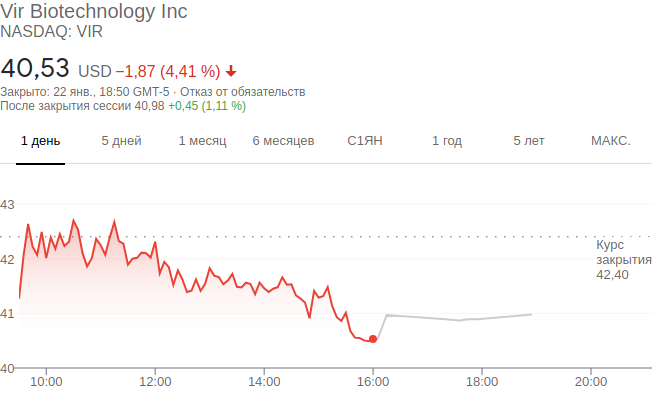 Vir Biotechnology Inc
NASDAQ: VIR
40,53 USD −1,87 (4,41 %)
Закрыто: 22 янв., 18:50 GMT-5 · Отказ от обязательств
После закрытия сессии 40,98 +0,45 (1,11 %)
1 день 5 дней 1 месяц 6 месяцев С1ЯН 1 год 5 лет МАКС.
43
42
41
40
Курс
закрытия
42,40
10:00 12:00 14:00 16:00 18:00 20:00